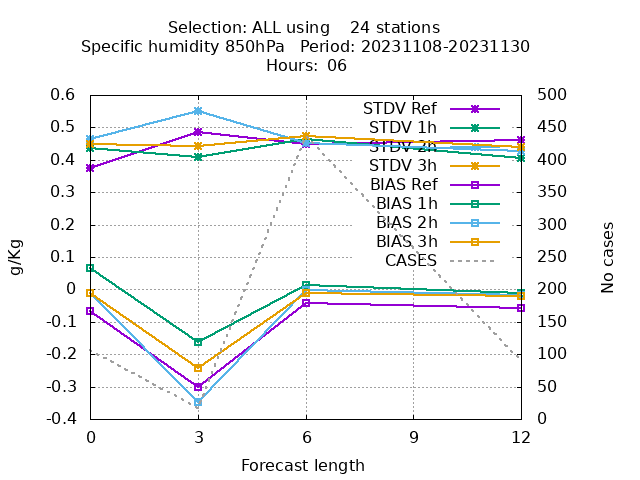 Selection: ALL using    24 stations
Specific humidity 850hPa   Period: 20231108-20231130
Hours:  06
0.6
0.5
0.4
0.3
0.2
0.1
0
-0.1
-0.2
-0.3
-0.4
g/Kg
STDV Ref
STDV 1h
STDV 2h
STDV 3h
BIAS Ref
BIAS 1h
BIAS 2h
BIAS 3h
CASES
500
450
400
350
300
250
200
150
100
50
0
No cases
0 3 6 9 12
Forecast length